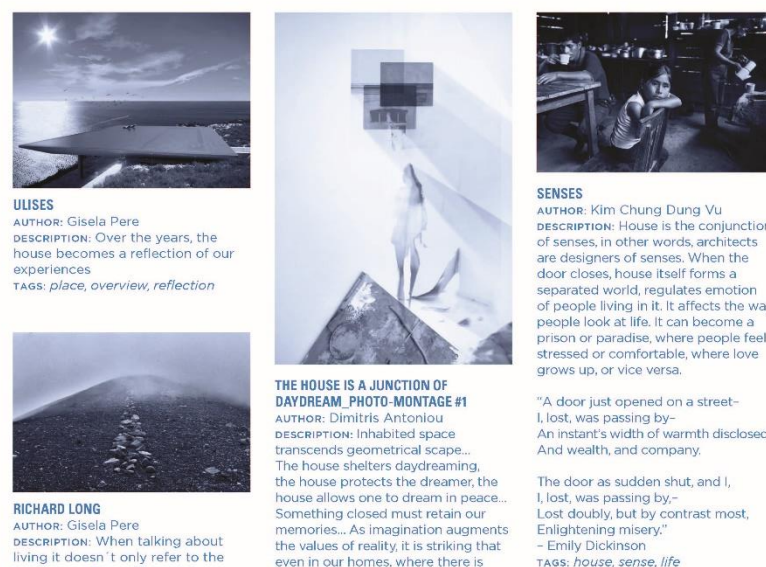 ULISES
AUTHOR: Gisela Pere
DESCRIPTION: Over the years, the
house becomes a reflection of our
experiences
TAGS: place, overview, reflection
RICHARD LONG
AUTHOR: Gisela Pere
DESCRIPTION: When talking about
living it doesn´t only refer to the
THE HOUSE IS A JUNCTION OF
DAYDREAM_PHOTO-MONTAGE #1
AUTHOR: Dimitris Antoniou
DESCRIPTION: Inhabited space
transcends geometrical scape...
The house shelters daydreaming,
the house protects the dreamer, the
house allows one to dream in peace...
Something closed must retain our
memories... As imagination augments
the values of reality, it is striking that
even in our homes, where there is
SENSES
AUTHOR: Kim Chung Dung Vu
DESCRIPTION: House is the conjunction
of senses, in other words, architects
are designers of senses. When the
door closes, house itself forms a
separated world, regulates emotion
of people living in it. It affects the wa
people look at life. It can become a
prison or paradise, where people feel
stressed or comfortable, where love
grows up, or vice versa.
“A door just opened on a street–
I, lost, was passing by–
An instant’s width of warmth disclosed
And wealth, and company.
The door as sudden shut, and I,
I, lost, was passing by,–
Lost doubly, but by contrast most,
Enlightening misery.”
– Emily Dickinson
TAGS: house, sense, life